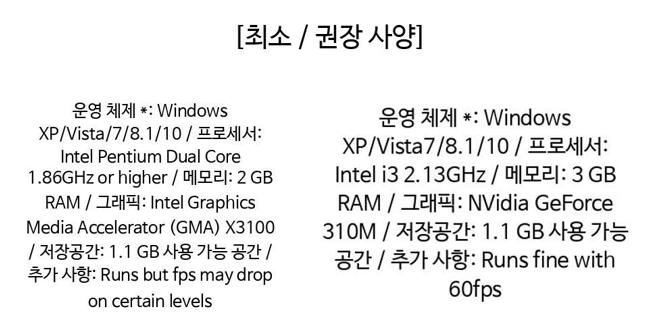 [최소 / 권장 사양]
운영 체제 *: Windows
XP/Vista/7/8.1/10 / 프로세서:
Intel Pentium Dual Core
1.86GHz or higher / 메모리: 2 GB
RAM / 그래픽: Intel Graphics
Media Accelerator (GMA) X3100
/ 저장공간: 1.1 GB 사용 가능 공간 /
추가 사항: Runs but fps may drop
on certain levels
운영 체제 *: Windows
XP/Vista7/8.1/10 / 프로세서:
Intel i3 2.13GHz / 메모리: 3 GB
RAM / 그래픽: NVidia GeForce
310M / 저장공간: 1.1 GB 사용 가능
공간 / 추가 사항: Runs fine with
60fps